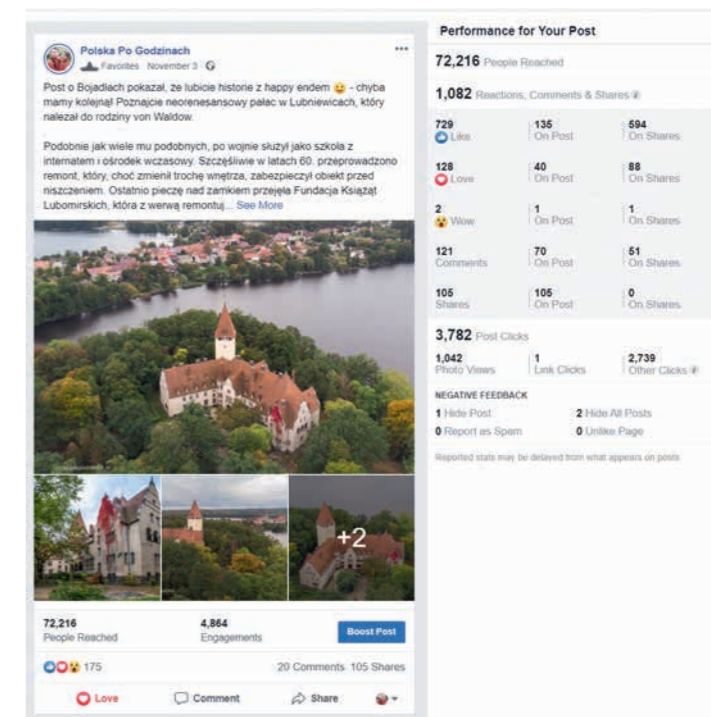 Polska Po Godzinach
Favorites · November 3 ·
Post o Bojadłach pokazał, że lubicie historie z happy endem 😀 - chyba
mamy kolejną! Poznajcie neorenesansowy pałac w Lubniewicach, który
należał do rodziny von Waldow.
Podobnie jak wiele mu podobnych, po wojnie służył jako szkoła z
internatem i ośrodek wczasowy. Szczęśliwie w latach 60. przeprowadzono
remont, który, choć zmienił trochę wnętrza, zabezpieczył obiekt przed
niszczeniem. Ostatnio pieczę nad zamkiem przejęła Fundacja Książąt
Lubomirskich, która z werwą remontuj... See More
+2
72,216
People Reached
4,864
Engagements
Boost Post
175
20 Comments 105 Shares
Love
Comment
Share
Performance for Your Post
72,216 People Reached
1,082 Reactions, Comments & Shares
729
Like
135
On Post
594
On Shares
128
Love
40
On Post
88
On Shares
2
Wow
1
On Post
1
On Shares
121
Comments
70
On Post
51
On Shares
105
Shares
105
On Post
0
On Shares
3,782 Post Clicks
1,042
Photo Views
1
Link Clicks
2,739
Other Clicks
NEGATIVE FEEDBACK
1 Hide Post
2 Hide All Posts
0 Report as Spam
0 Unlike Page
Reported stats may be delayed from what appears on posts